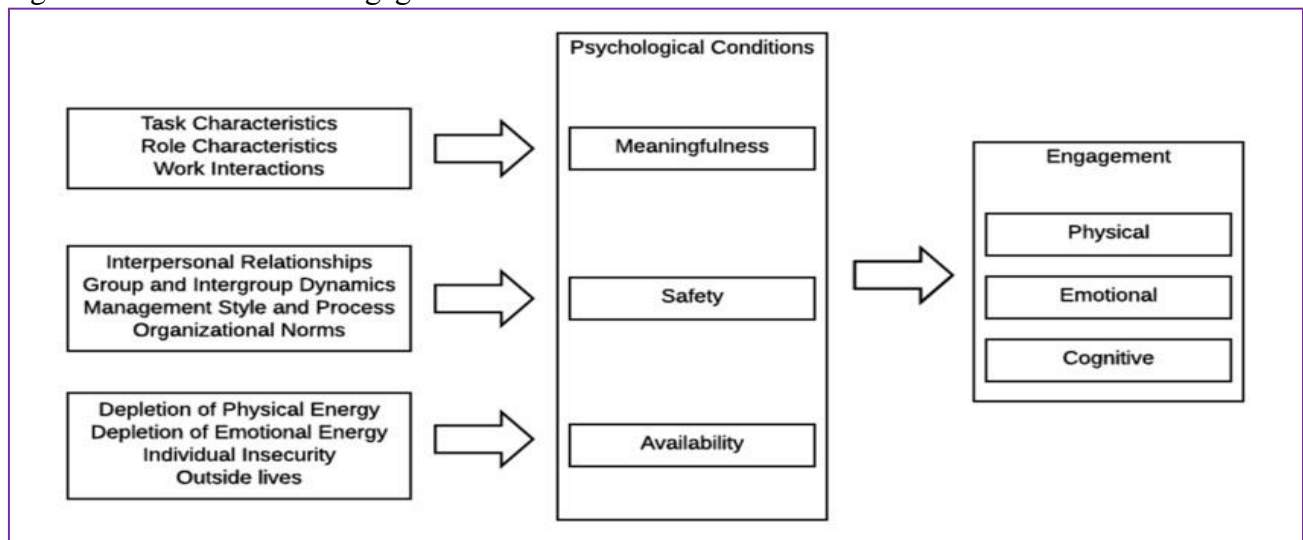 Psychological Conditions
Task Characteristics
Role Characteristics
Work Interactions
Meaningfulness
Engagement
Physical
Interpersonal Relationships
Group and Intergroup Dynamics
Management Style and Process
Organizational Norms
Safety
Emotional
Cognitive
Depletion of Physical Energy
Depletion of Emotional Energy
Individual Insecurity
Outside lives
Availability